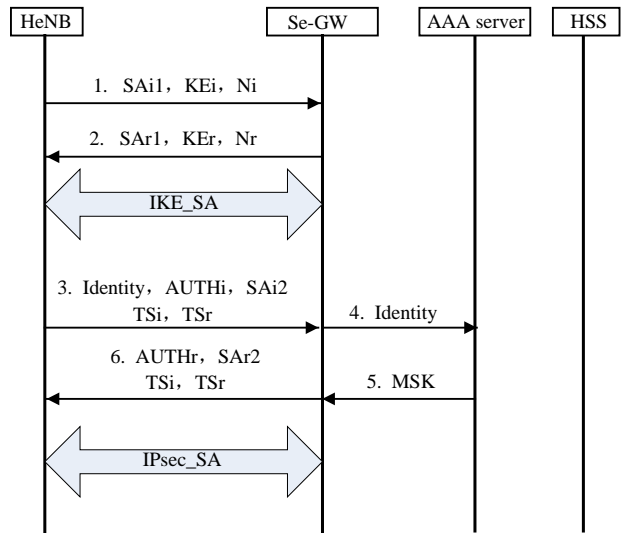 HeNB
Se-GW
AAA server
HSS
1. SAi1，KEi，Ni
2. SAr1，KEr，Nr
IKE_SA
3. Identity，AUTHi，SAi2
TSi，TSr
4. Identity
6. AUTHr，SAr2
TSi，TSr
5. MSK
IPsec_SA